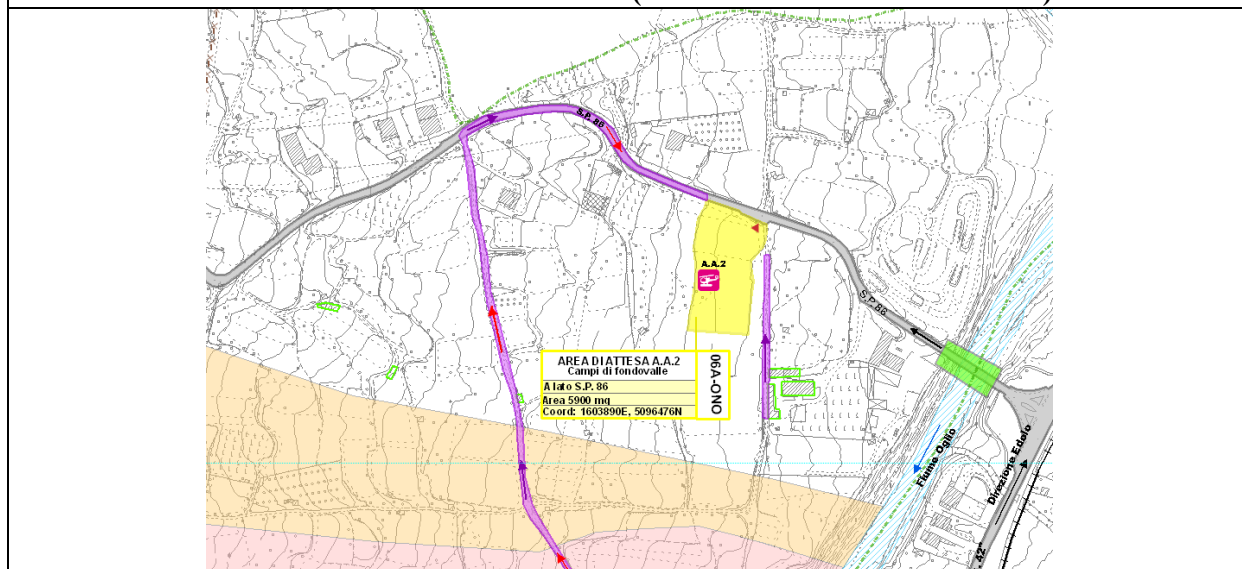 S.P. 86
A.A.2
S.P. 86
AREA DI ATTESA A.A.2
Campi di fondovalle
A lato S.P. 86
Area 5900 mq
Coord: 1603890E, 5096476N
06A-ONO
Fiume Oglio
Direzione Edolo
42"